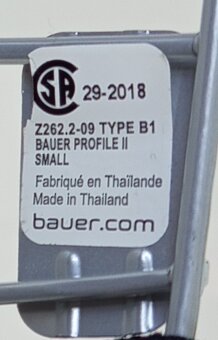 CSA 29-2018
Z262.2-09 TYPE B1
BAUER PROFILE II
SMALL
Fabriqué en Thaïlande
Made in Thailand
bauer.com